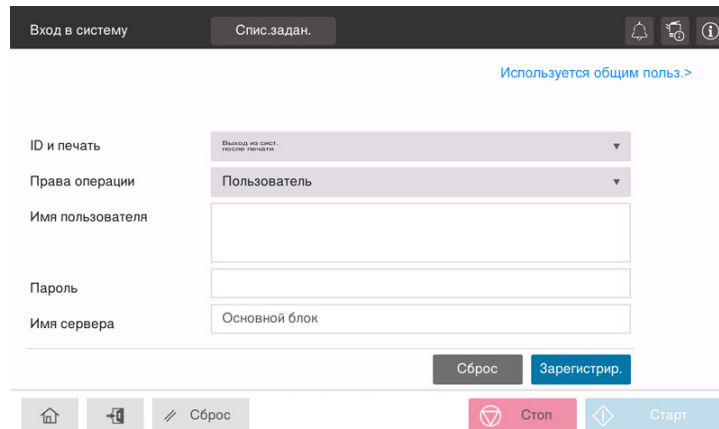 Вход в систему
Спис.задан.
Используется общим польз.>
ID и печать
Выход из сист.
после печати
Права операции
Пользователь
Имя пользователя
Пароль
Имя сервера
Основной блок
Сброс
Зарегистрир.
Сброс
Стоп
Старт